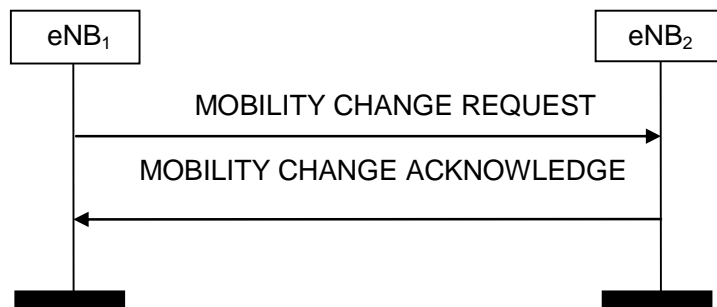 eNB₁
eNB₂
MOBILITY CHANGE REQUEST
MOBILITY CHANGE ACKNOWLEDGE